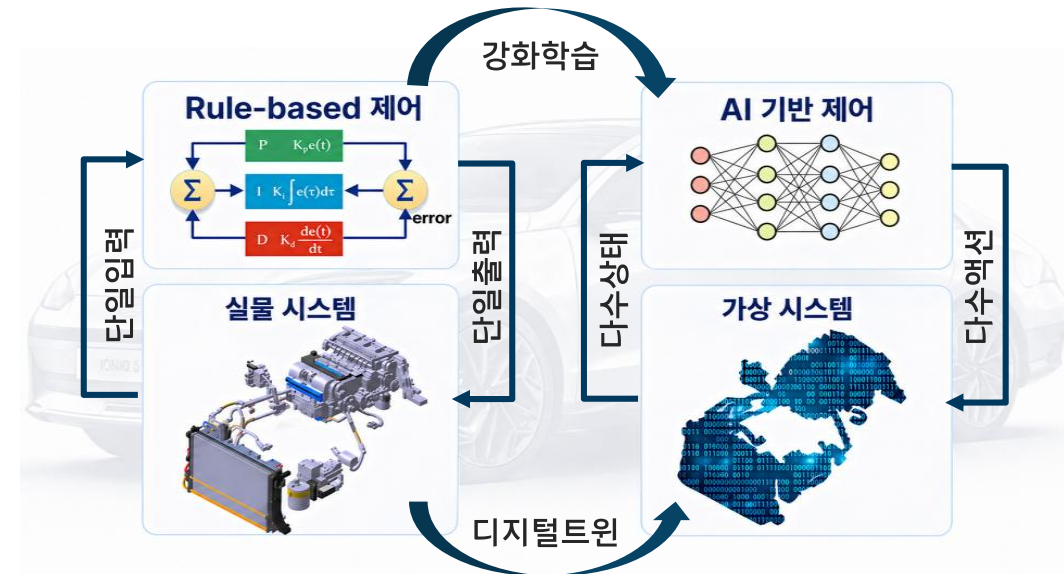 강화학습
Rule-based 제어
P K_p e(t)
Σ
I K_i ∫ e(τ)dτ
Σ
error
D K_d de(t)/dt
단일입력
단일출력
실물 시스템
AI 기반 제어
다수상태
다수액션
가상 시스템
디지털트윈